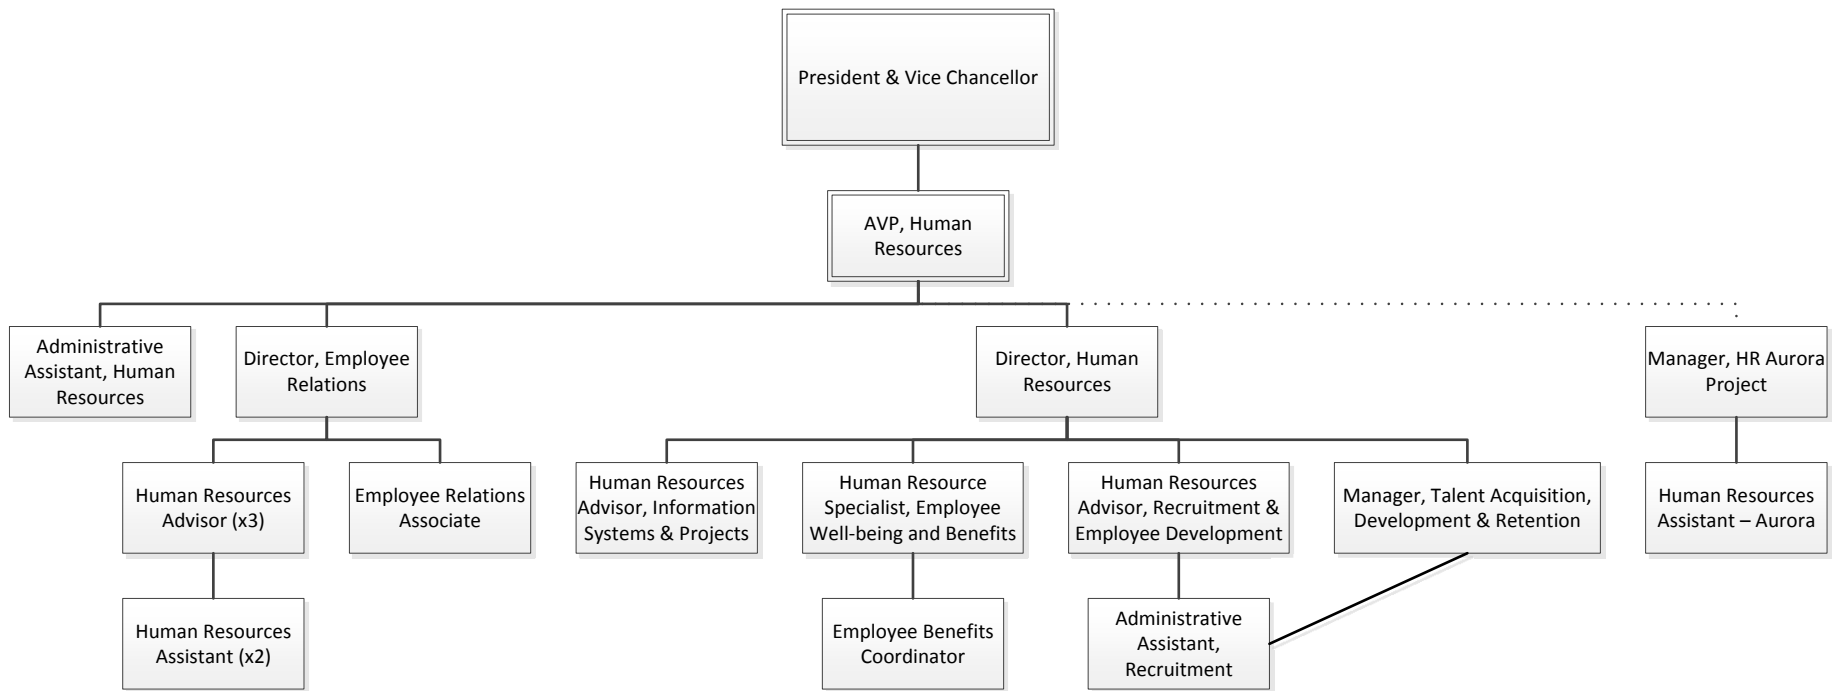 President & Vice Chancellor
AVP, Human
Resources
Administrative
Assistant, Human
Resources
Director, Employee
Relations
Director, Human
Resources
Manager, HR Aurora
Project
Human Resources
Advisor (x3)
Employee Relations
Associate
Human Resources
Advisor, Information
Systems & Projects
Human Resource
Specialist, Employee
Well-being and Benefits
Human Resources
Advisor, Recruitment &
Employee Development
Manager, Talent Acquisition,
Development & Retention
Human Resources
Assistant – Aurora
Human Resources
Assistant (x2)
Employee Benefits
Coordinator
Administrative
Assistant,
Recruitment